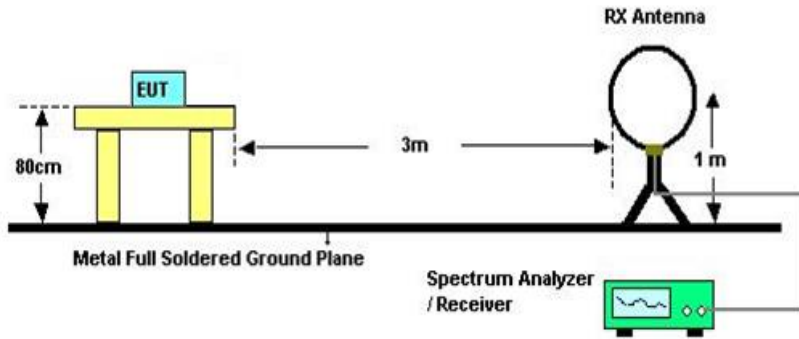 RX Antenna
EUT
80cm
3m
1 m
Metal Full Soldered Ground Plane
Spectrum Analyzer
/ Receiver